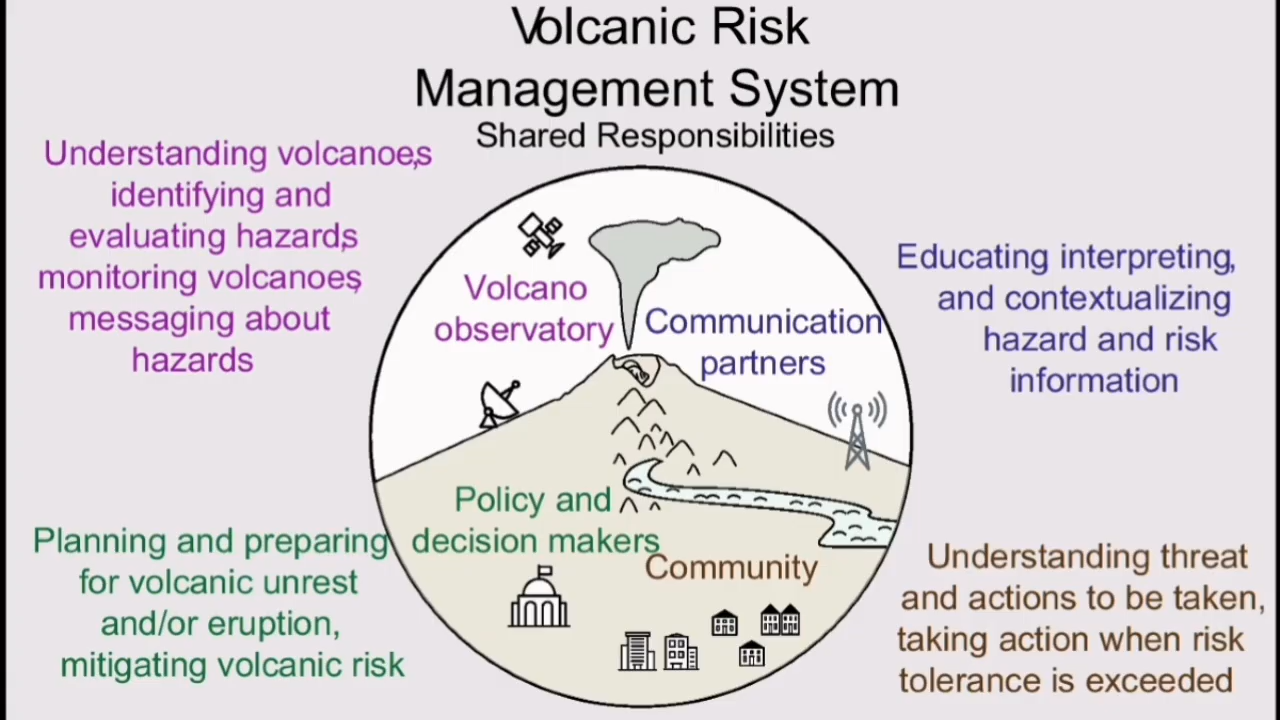 Volcanic Risk
Management System
Shared Responsibilities
Understanding volcanoes,
identifying and
evaluating hazards,
monitoring volcanoes,
messaging about
hazards
Volcano
observatory
Communication
partners
Educating interpreting,
and contextualizing
hazard and risk
information
Policy and
decision makers
Planning and preparing
for volcanic unrest
and/or eruption,
mitigating volcanic risk
Community
Understanding threat
and actions to be taken,
taking action when risk
tolerance is exceeded